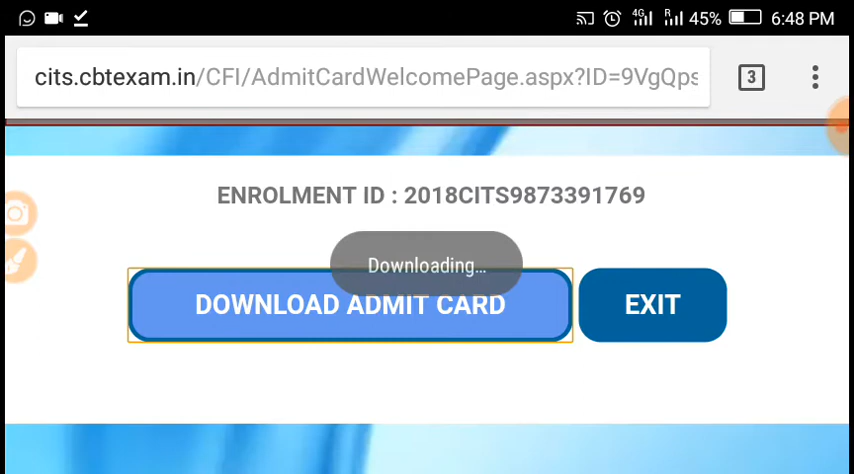 4G R 45% 6:48 PM
cits.cbtexam.in/CFI/AdmitCardWelcomePage.aspx?ID=9VgQps
3
ENROLMENT ID : 2018CITS9873391769
Downloading...
DOWNLOAD ADMIT CARD EXIT